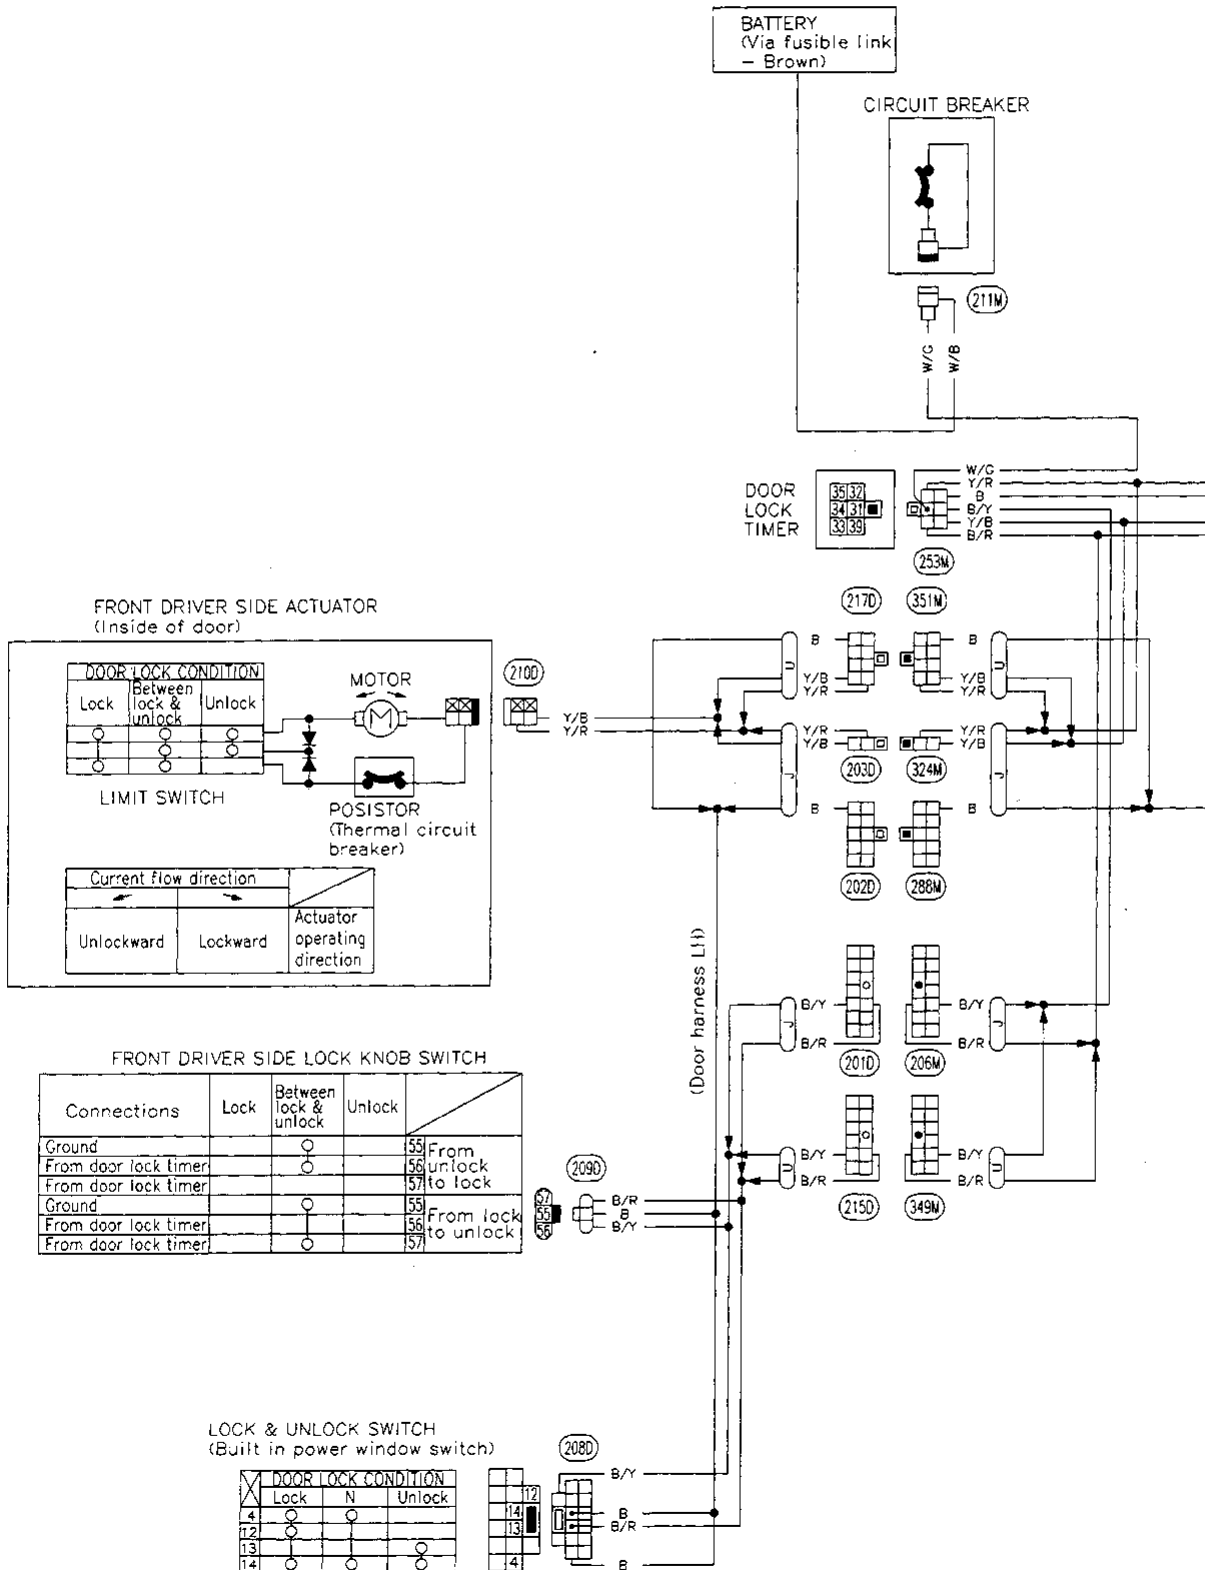 BATTERY
(Via fusible link
- Brown)
CIRCUIT BREAKER
211M
W/G
W/B
DOOR
LOCK
TIMER
35 32
34 31
33 39
W/G
Y/R
B
B/Y
Y/B
B/R
253M
FRONT DRIVER SIDE ACTUATOR
(Inside of door)
DOOR LOCK CONDITION
Lock
Between
lock &
unlock
Unlock
LIMIT SWITCH
MOTOR
M
POSISTOR
(Thermal circuit
breaker)
Current flow direction
Unlockward
Lockward
Actuator
operating
direction
210D
Y/B
Y/R
217D 351M
U B B U
Y/B Y/B
Y/R Y/R
Y/R Y/R
Y/B Y/B
J J
203D 324M
B B
202D 288M
(Door harness LH)
J B/Y B/Y J
B/R B/R
201D 206M
U B/Y B/Y U
B/R B/R
215D 349M
FRONT DRIVER SIDE LOCK KNOB SWITCH
Connections
Lock
Between
lock &
unlock
Unlock
Ground 55
From door lock timer 56
From door lock timer 57
From
unlock
to lock
Ground 55
From door lock timer 56
From door lock timer 57
From lock
to unlock
209D
57
55
56
B/R
B
B/Y
LOCK & UNLOCK SWITCH
(Built in power window switch)
DOOR LOCK CONDITION
Lock N Unlock
4
12
13
14
12
14
13
4
208D
B/Y
B
B/R
B